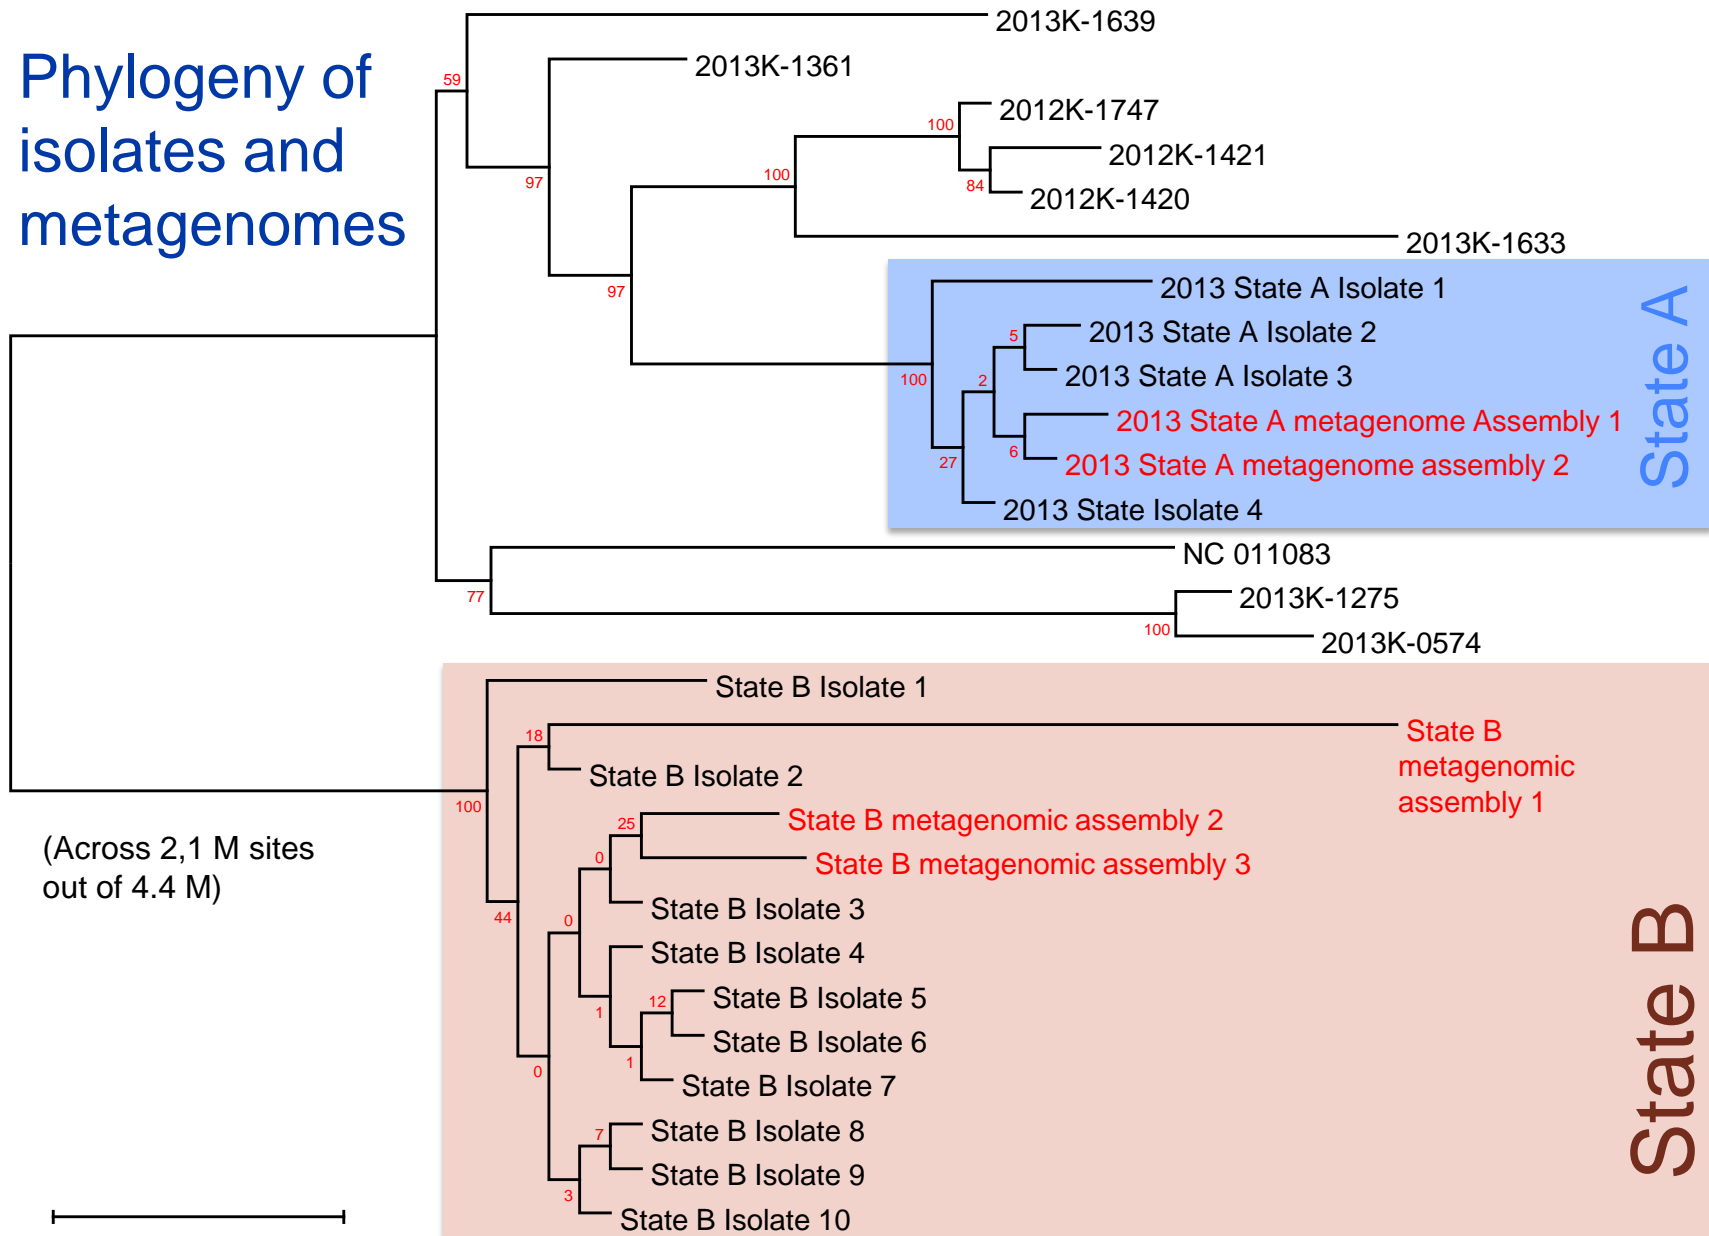 Phylogeny of
isolates and
metagenomes
2013K-1639
59
2013K-1361
2012K-1747
100
2012K-1421
100
97
84
2012K-1420
2013K-1633
97
2013 State A Isolate 1
5
2013 State A Isolate 2
100
2
2013 State A Isolate 3
2013 State A metagenome Assembly 1
27
6
2013 State A metagenome assembly 2
2013 State Isolate 4
State A
NC 011083
77
2013K-1275
100
2013K-0574
State B Isolate 1
18
State B
metagenomic
assembly 1
State B Isolate 2
100
25
State B metagenomic assembly 2
(Across 2,1 M sites
out of 4.4 M)
0
State B metagenomic assembly 3
44
0
State B Isolate 3
State B Isolate 4
12
State B Isolate 5
1
State B Isolate 6
0
1
State B Isolate 7
7
State B Isolate 8
State B Isolate 9
3
State B Isolate 10
State B